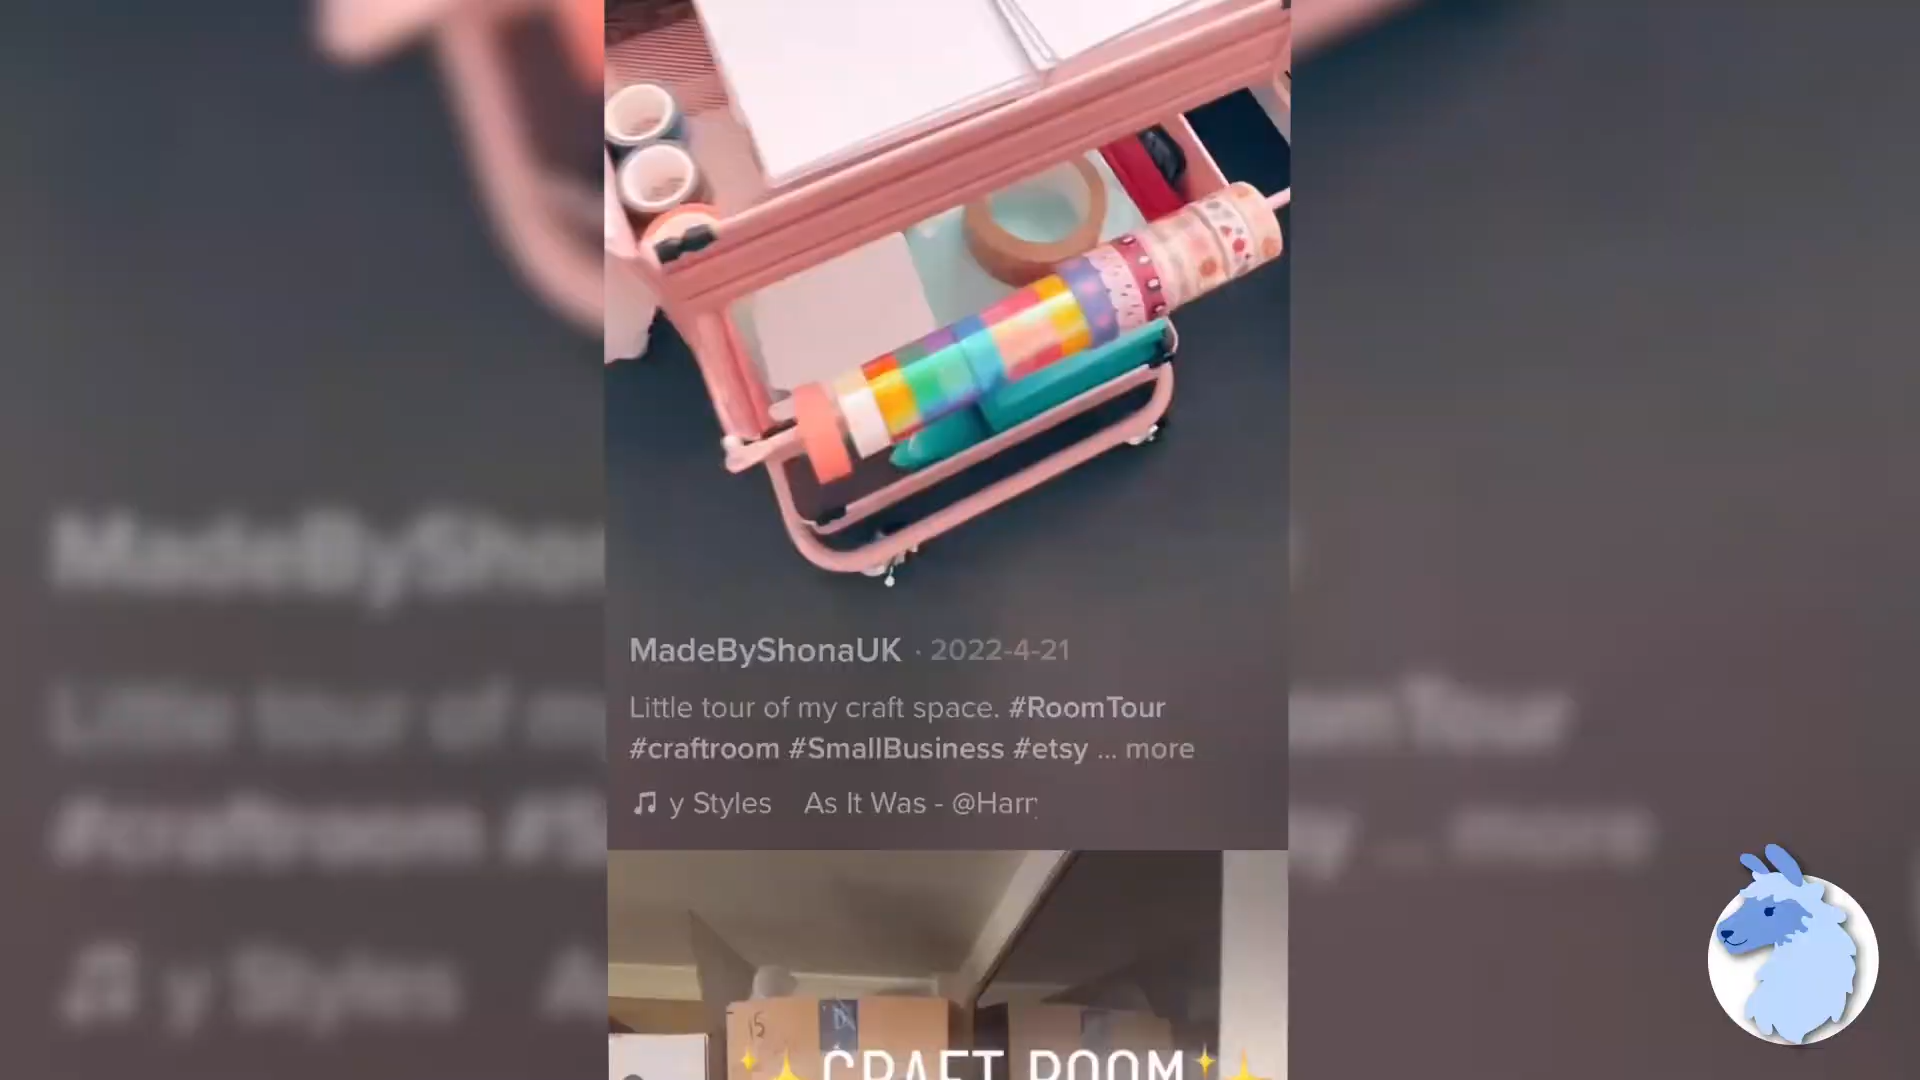 MadeByShonaUK · 2022-4-21
Little tour of my craft space. #RoomTour
#craftroom #SmallBusiness #etsy ... more
y Styles As It Was - @Harr
15
CRAFT ROOM